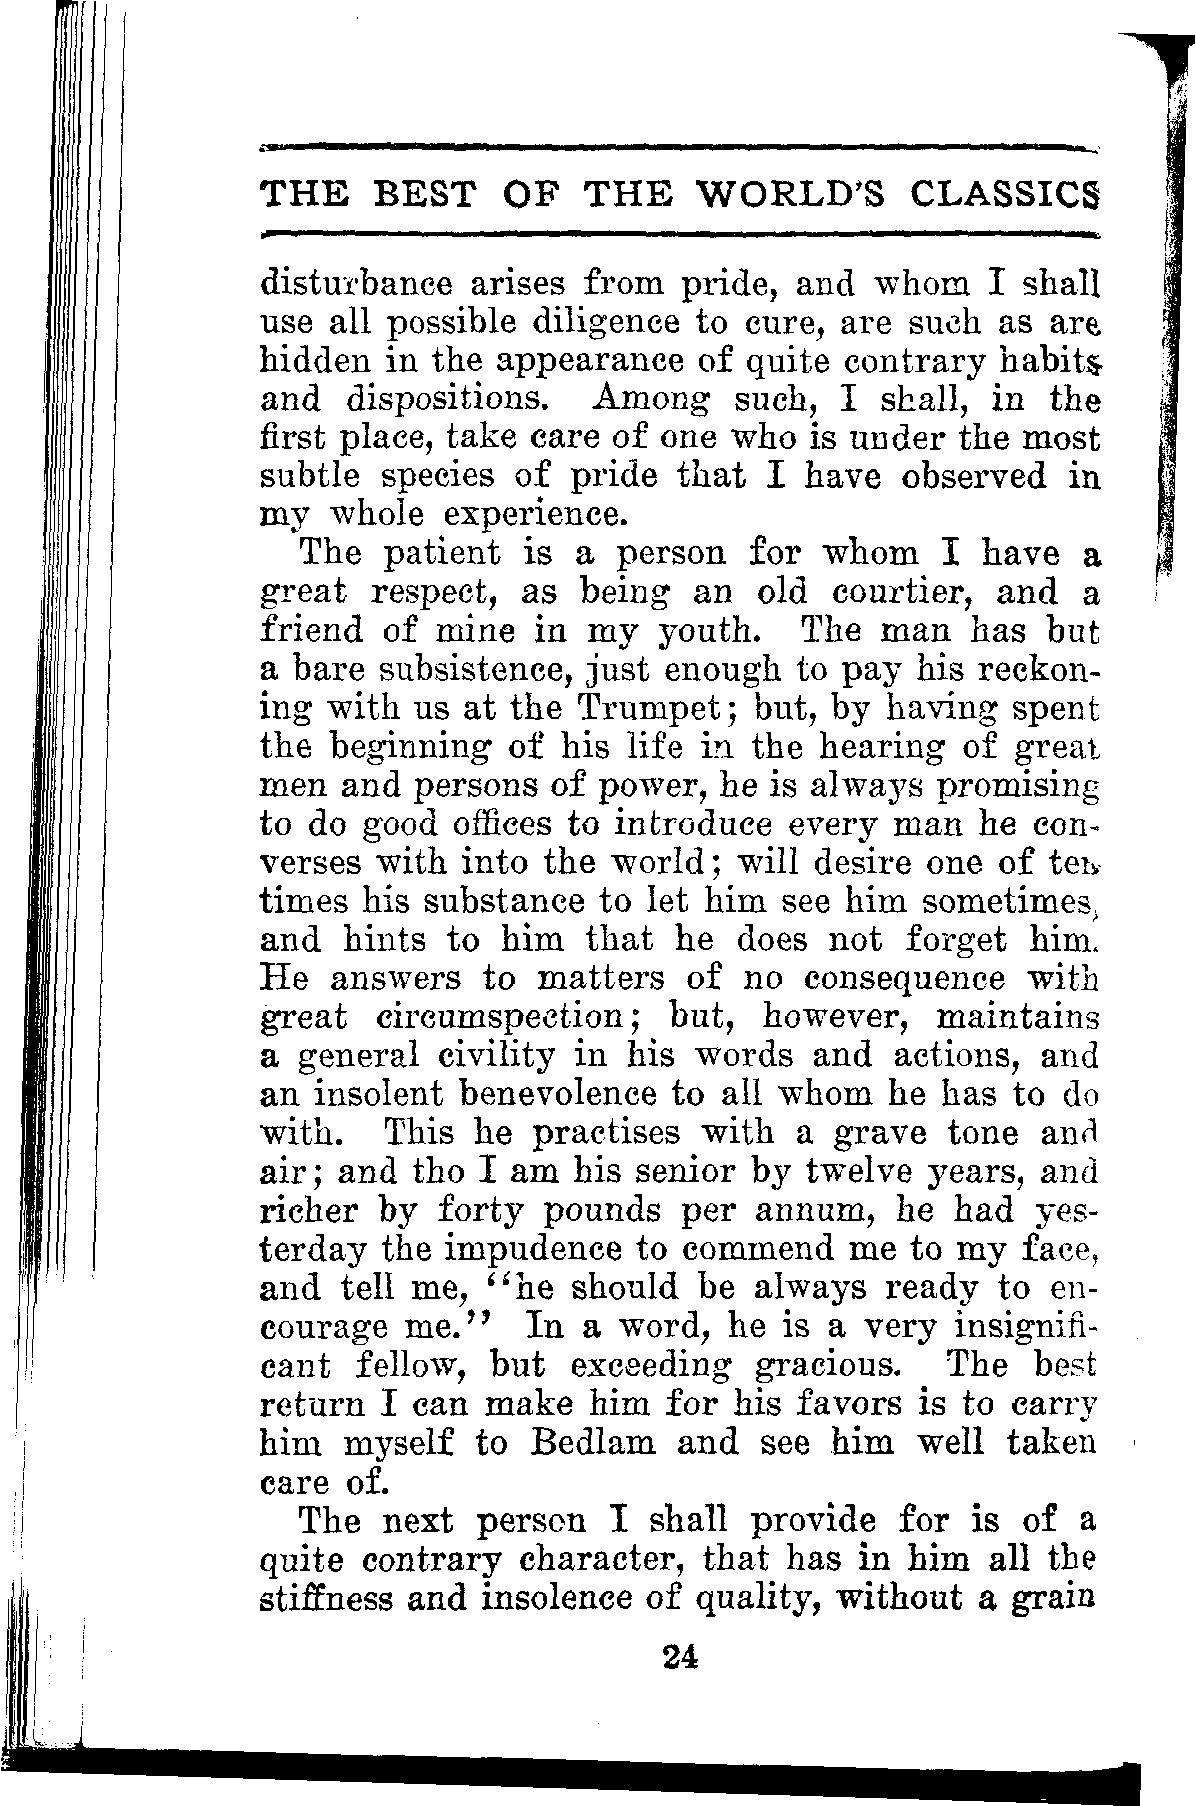 THE BEST OF THE WORLD'S CLASSICS
disturbance arises from pride, and whom I shall
use all possible diligence to cure, are such as are
hidden in the appearance of quite contrary habits
and dispositions. Among such, I shall, in the
first place, take care of one who is under the most
subtle species of pride that I have observed in
my whole experience.
The patient is a person for whom I have a
great respect, as being an old courtier, and a
friend of mine in my youth. The man has but
a bare subsistence, just enough to pay his reckon-
ing with us at the Trumpet; but, by having spent
the beginning of his life in the hearing of great
men and persons of power, he is always promising
to do good offices to introduce every man he con-
verses with into the world; will desire one of ten
times his substance to let him see him sometimes,
and hints to him that he does not forget him.
He answers to matters of no consequence with
great circumspection; but, however, maintains
a general civility in his words and actions, and
an insolent benevolence to all whom he has to do
with. This he practises with a grave tone and
air; and tho I am his senior by twelve years, and
richer by forty pounds per annum, he had yes-
terday the impudence to commend me to my face,
and tell me, "he should be always ready to en-
courage me." In a word, he is a very insignifi-
cant fellow, but exceeding gracious. The best
return I can make him for his favors is to carry
him myself to Bedlam and see him well taken
care of.
The next person I shall provide for is of a
quite contrary character, that has in him all the
stiffness and insolence of quality, without a grain
24